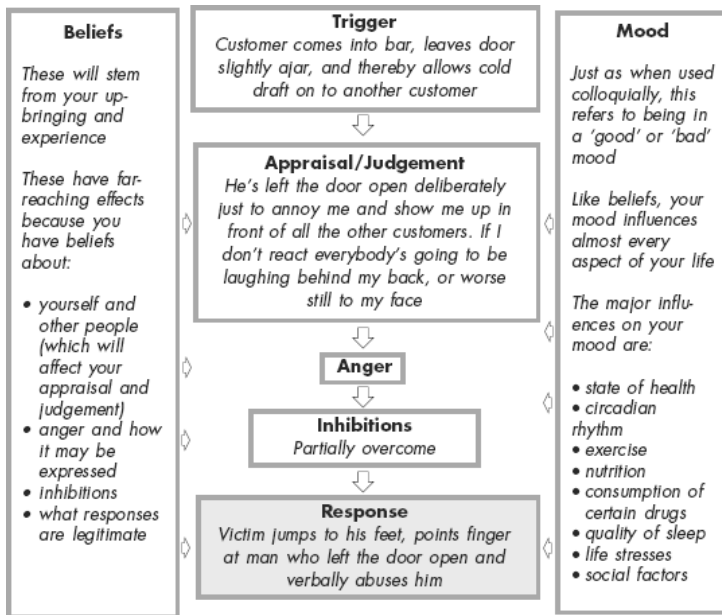 Beliefs
These will stem
from your up-
bringing and
experience
These have far-
reaching effects
because you
have beliefs
about:
• yourself and
other people
(which will
affect your
appraisal and
judgement)
• anger and how
it may be
expressed
• inhibitions
• what responses
are legitimate
Trigger
Customer comes into bar, leaves door
slightly ajar, and thereby allows cold
draft on to another customer
Appraisal/Judgement
He's left the door open deliberately
just to annoy me and show me up in
front of all the other customers. If I
don't react everybody's going to be
laughing behind my back, or worse
still to my face
Anger
Inhibitions
Partially overcome
Response
Victim jumps to his feet, points finger
at man who left the door open and
verbally abuses him
Mood
Just as when used
colloquially, this
refers to being in
a 'good' or 'bad'
mood
Like beliefs, your
mood influences
almost every
aspect of your life
The major influ-
ences on your
mood are:
• state of health
• circadian
rhythm
• exercise
• nutrition
• consumption of
certain drugs
• quality of sleep
• life stresses
• social factors